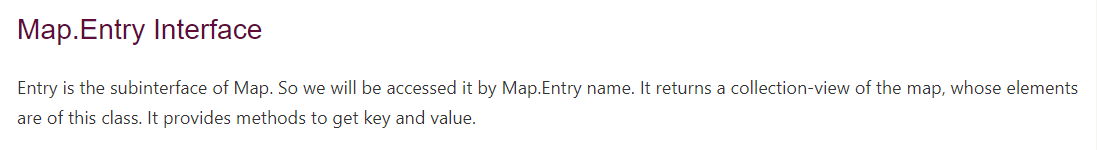 Map.Entry Interface
Entry is the subinterface of Map. So we will be accessed it by Map.Entry name. It returns a collection-view of the map, whose elements
are of this class. It provides methods to get key and value.